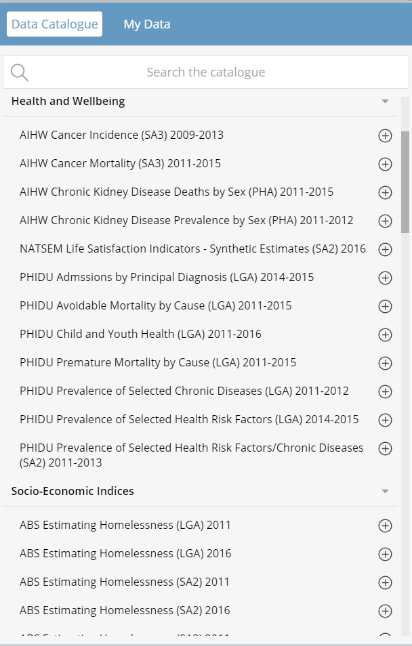 Data Catalogue
My Data
Search the catalogue
Health and Wellbeing
AIHW Cancer Incidence (SA3) 2009-2013
AIHW Cancer Mortality (SA3) 2011-2015
AIHW Chronic Kidney Disease Deaths by Sex (PHA) 2011-2015
AIHW Chronic Kidney Disease Prevalence by Sex (PHA) 2011-2012
NATSEM Life Satisfaction Indicators - Synthetic Estimates (SA2) 2016
PHIDU Admssions by Principal Diagnosis (LGA) 2014-2015
PHIDU Avoidable Mortality by Cause (LGA) 2011-2015
PHIDU Child and Youth Health (LGA) 2011-2016
PHIDU Premature Mortality by Cause (LGA) 2011-2015
PHIDU Prevalence of Selected Chronic Diseases (LGA) 2011-2012
PHIDU Prevalence of Selected Health Risk Factors (LGA) 2014-2015
PHIDU Prevalence of Selected Health Risk Factors/Chronic Diseases
(SA2) 2011-2013
Socio-Economic Indices
ABS Estimating Homelessness (LGA) 2011
ABS Estimating Homelessness (LGA) 2016
ABS Estimating Homelessness (SA2) 2011
ABS Estimating Homelessness (SA2) 2016